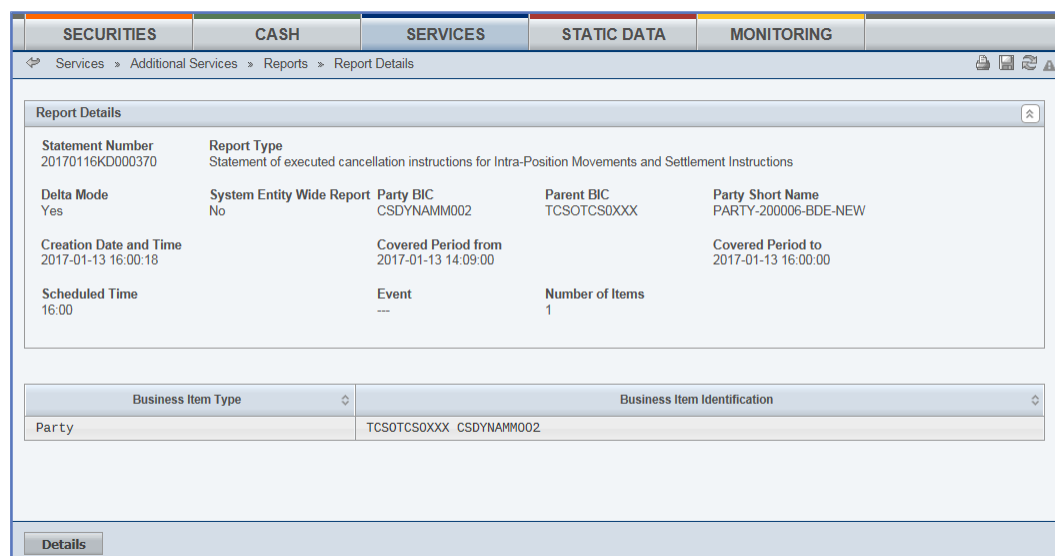 SECURITIES CASH SERVICES STATIC DATA MONITORING
Services » Additional Services » Reports » Report Details
Report Details
Statement Number Report Type
20170116KD000370 Statement of executed cancellation instructions for Intra-Position Movements and Settlement Instructions
Delta Mode System Entity Wide Report Party BIC Parent BIC Party Short Name
Yes No CSDYNAMM002 TCSOTCS0XXX PARTY-200006-BDE-NEW
Creation Date and Time Covered Period from Covered Period to
2017-01-13 16:00:18 2017-01-13 14:09:00 2017-01-13 16:00:00
Scheduled Time Event Number of Items
16:00 --- 1
Business Item Type Business Item Identification
Party TCSOTCS0XXX CSDYNAMM002
Details